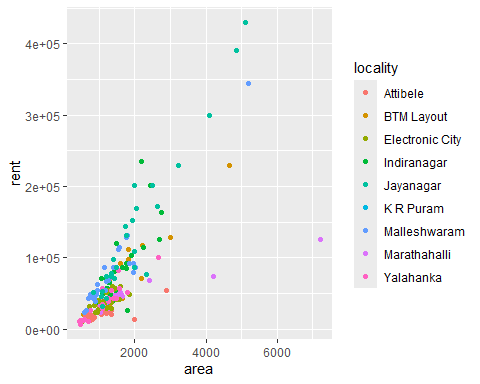 4e+05
3e+05
2e+05
1e+05
0e+00
rent
2000
4000
6000
area
locality
Attibele
BTM Layout
Electronic City
Indiranagar
Jayanagar
K R Puram
Malleshwaram
Marathahalli
Yalahanka